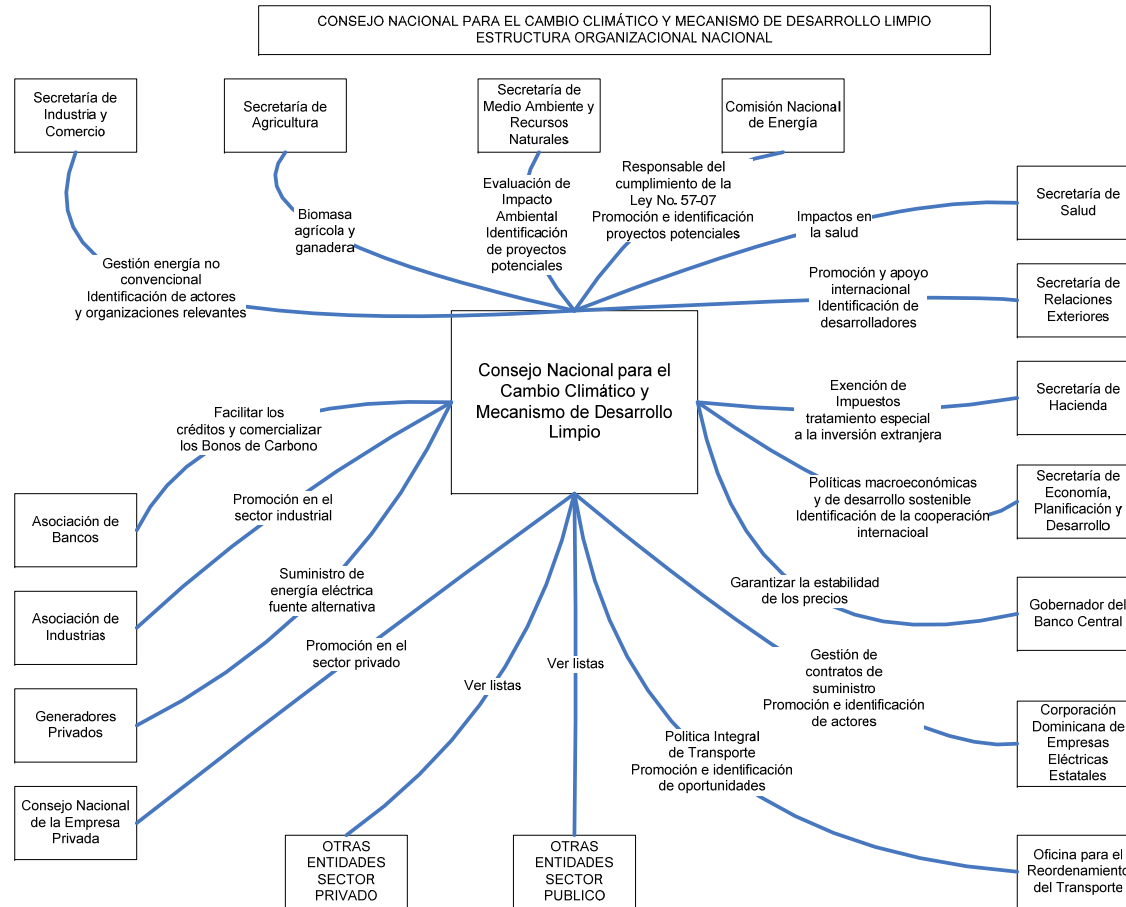 CONSEJO NACIONAL PARA EL CAMBIO CLIMÁTICO Y MECANISMO DE DESARROLLO LIMPIO
ESTRUCTURA ORGANIZACIONAL NACIONAL
Secretaría de
Industria y
Comercio
Secretaría de
Agricultura
Secretaría de
Medio Ambiente y
Recursos
Naturales
Comisión Nacional
de Energía
Gestión energía no
convencional
Identificación de actores
y organizaciones relevantes
Biomasa
agrícola y
ganadera
Evaluación de
Impacto
Ambiental
Identificación
de proyectos
potenciales
Responsable del
cumplimiento de la
Ley No. 57-07
Promoción e identificación
proyectos potenciales
Impactos en
la salud
Secretaría de
Salud
Promoción y apoyo
internacional
Identificación de
desarrolladores
Secretaría de
Relaciones
Exteriores
Consejo Nacional para el
Cambio Climático y
Mecanismo de Desarrollo
Limpio
Exención de
Impuestos
tratamiento especial
a la inversión extranjera
Secretaría de
Hacienda
Políticas macroeconómicas
y de desarrollo sostenible
Identificación de la cooperación
internacioal
Secretaría de
Economía,
Planificación y
Desarrollo
Garantizar la estabilidad
de los precios
Gobernador del
Banco Central
Gestión de
contratos de
suministro
Promoción e identificación
de actores
Corporación
Dominicana de
Empresas
Eléctricas
Estatales
Politica Integral
de Transporte
Promoción e identificación
de oportunidades
Oficina para el
Reordenamiento
del Transporte
Facilitar los
créditos y comercializar
los Bonos de Carbono
Asociación de
Bancos
Promoción en el
sector industrial
Asociación de
Industrias
Suministro de
energía eléctrica
fuente alternativa
Generadores
Privados
Promoción en el
sector privado
Consejo Nacional
de la Empresa
Privada
Ver listas
OTRAS
ENTIDADES
SECTOR
PRIVADO
Ver listas
OTRAS
ENTIDADES
SECTOR
PUBLICO